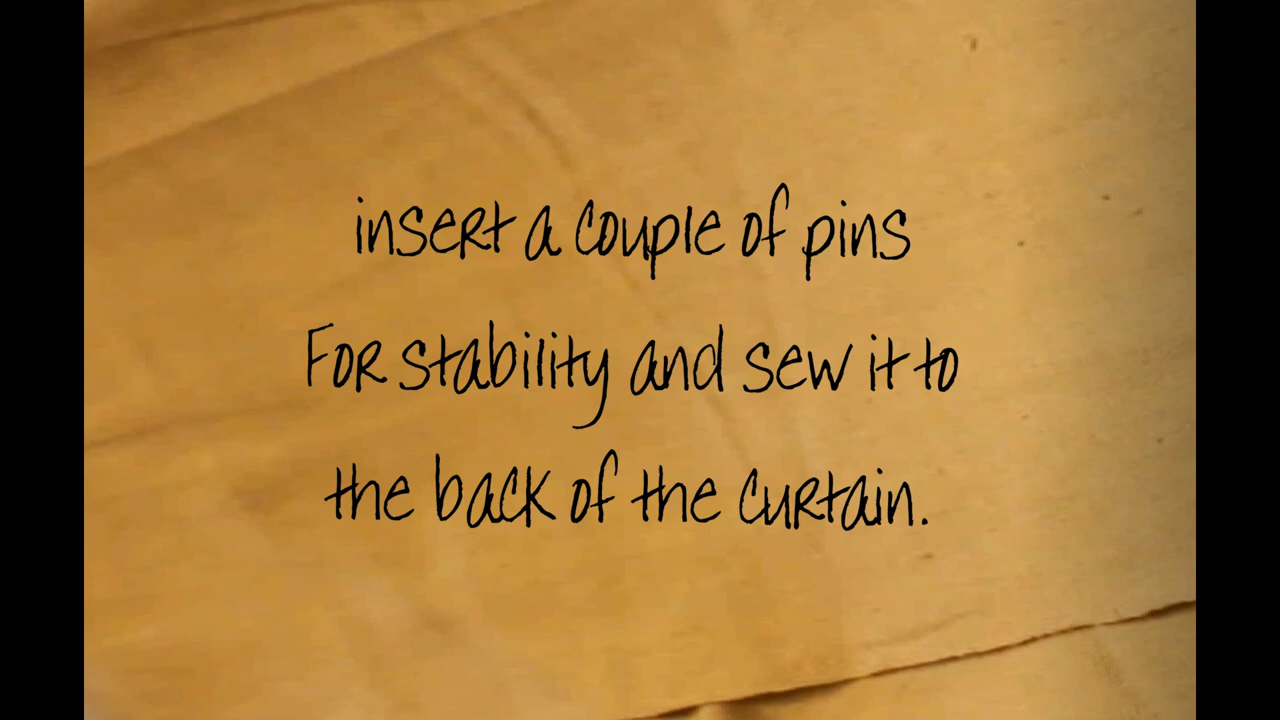 insert a couple of pins
For stability and sew it to
the back of the curtain.